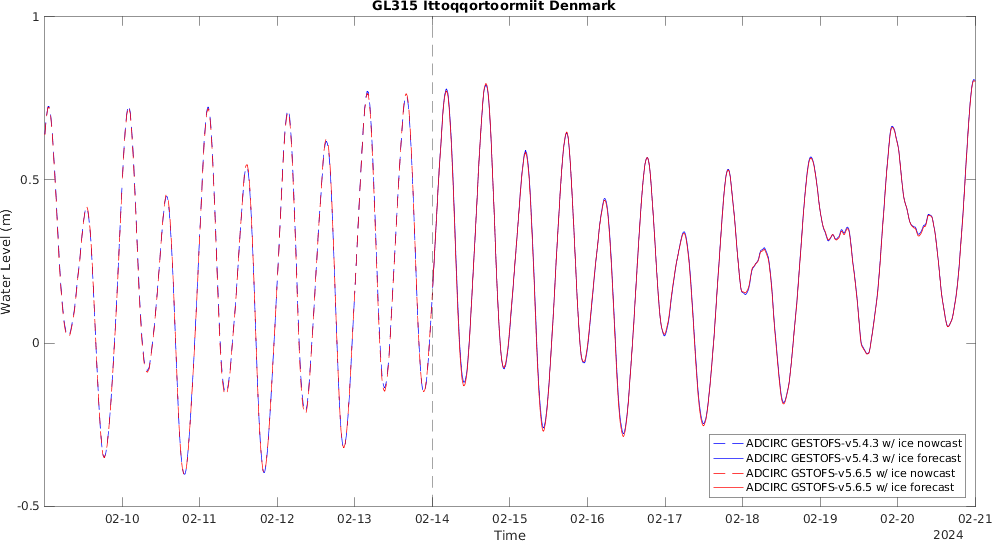 GL315 Ittoqqortoormiit Denmark
1
0.5
0
-0.5
Water Level (m)
02-10 02-11 02-12 02-13 02-14 02-15 02-16 02-17 02-18 02-19 02-20 02-21
Time
2024
ADCIRC GESTOFS-v5.4.3 w/ ice nowcast
ADCIRC GESTOFS-v5.4.3 w/ ice forecast
ADCIRC GSTOFS-v5.6.5 w/ ice nowcast
ADCIRC GSTOFS-v5.6.5 w/ ice forecast